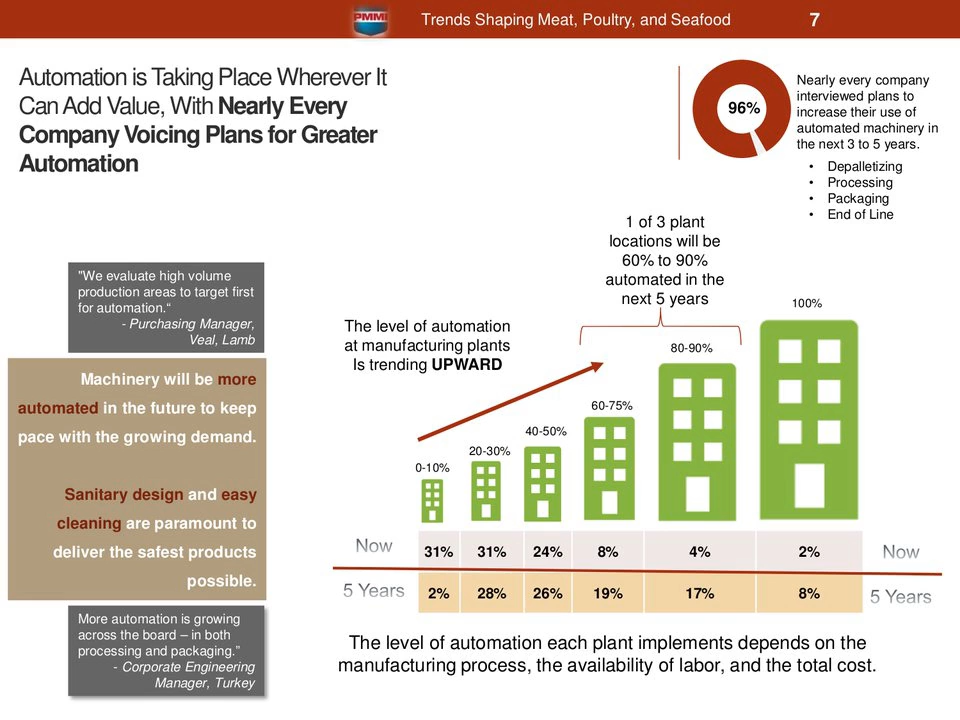 PMMI
Trends Shaping Meat, Poultry, and Seafood
7
Automation is Taking Place Wherever It
Can Add Value, With Nearly Every
Company Voicing Plans for Greater
Automation
96%
Nearly every company
interviewed plans to
increase their use of
automated machinery in
the next 3 to 5 years.
• Depalletizing
• Processing
• Packaging
• End of Line
"We evaluate high volume
production areas to target first
for automation.“
- Purchasing Manager,
Veal, Lamb
Machinery will be more
automated in the future to keep
pace with the growing demand.
Sanitary design and easy
cleaning are paramount to
deliver the safest products
possible.
More automation is growing
across the board – in both
processing and packaging.”
- Corporate Engineering
Manager, Turkey
The level of automation
at manufacturing plants
Is trending UPWARD
1 of 3 plant
locations will be
60% to 90%
automated in the
next 5 years
0-10%
20-30%
40-50%
60-75%
80-90%
100%
Now 31% 31% 24% 8% 4% 2% Now
5 Years 2% 28% 26% 19% 17% 8% 5 Years
The level of automation each plant implements depends on the
manufacturing process, the availability of labor, and the total cost.